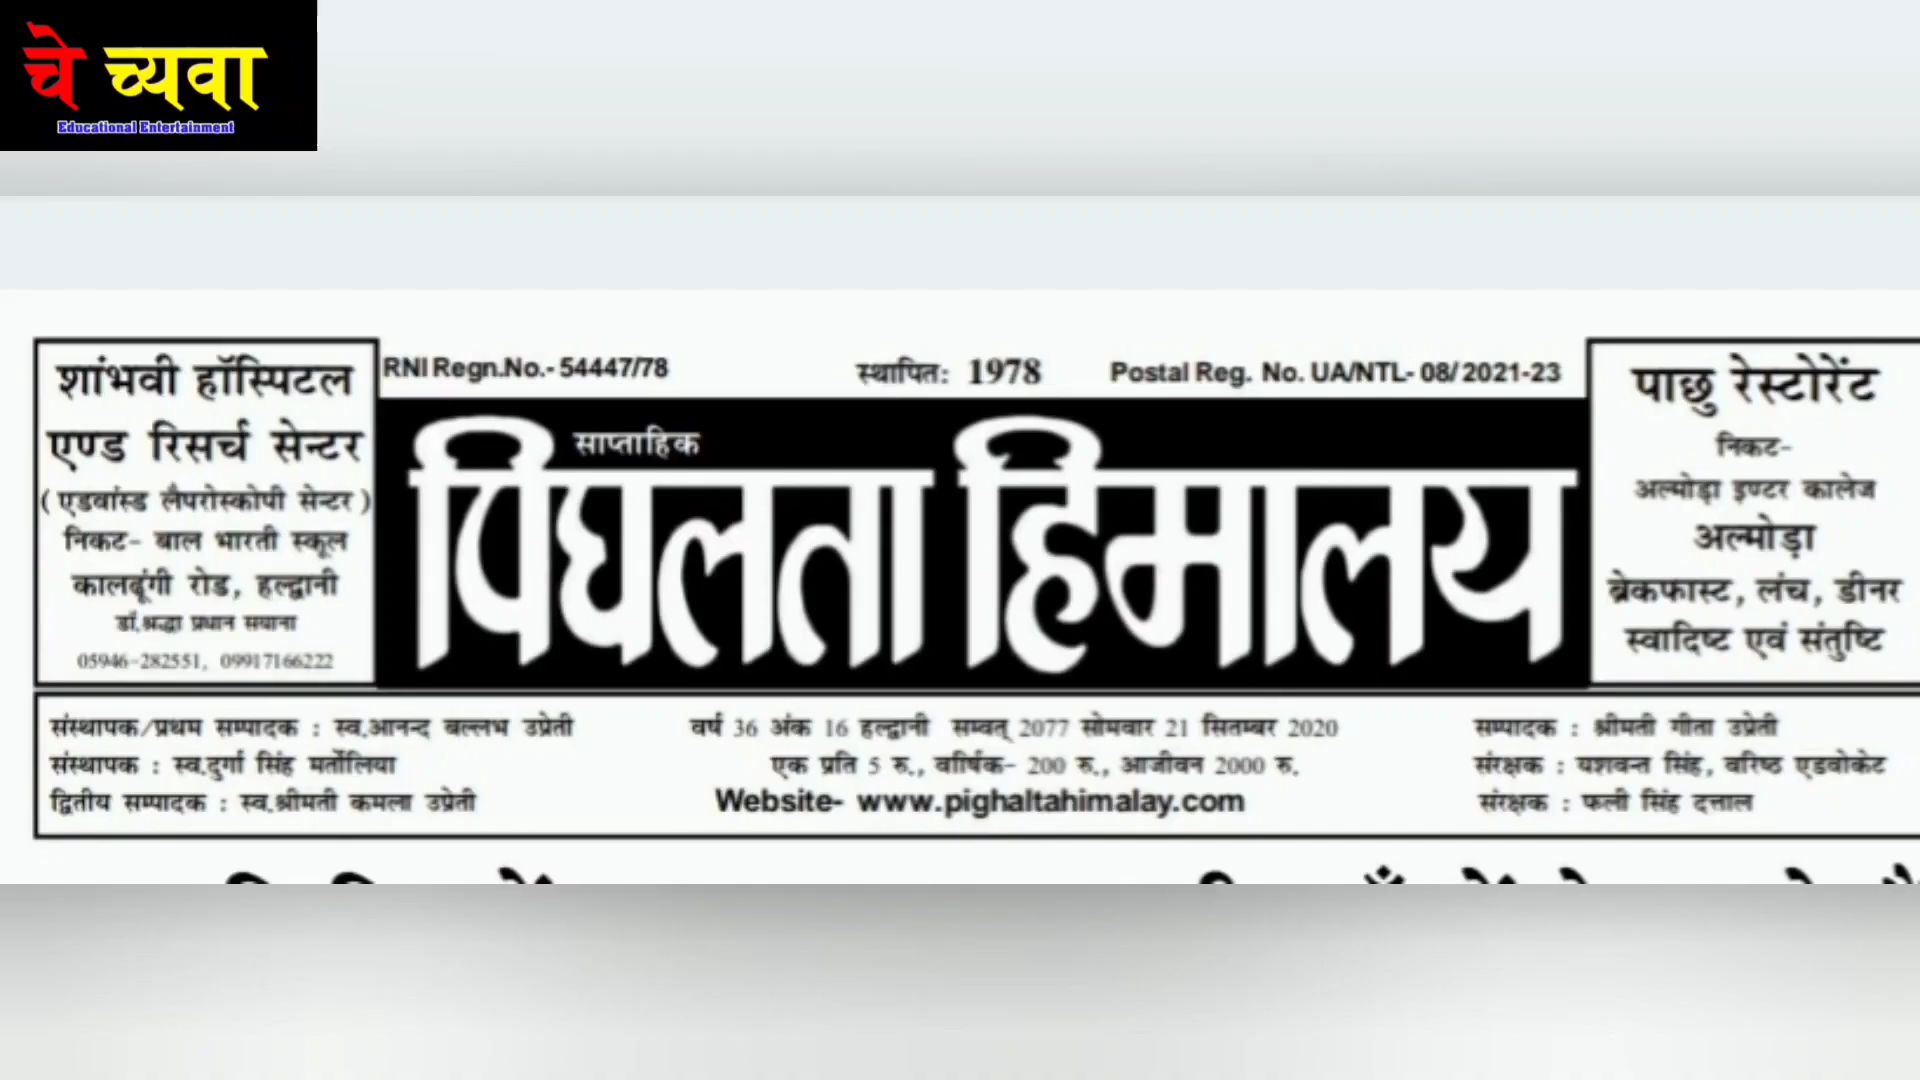 चे च्यवा
Educational Entertainment
शांभवी हॉस्पिटल
एण्ड रिसर्च सेन्टर
( एडवांस्ड लैपरोस्कोपी सेन्टर )
निकट- बाल भारती स्कूल
कालढूंगी रोड, हल्द्वानी
डॉ.श्रद्धा प्रधान सयाना
05946-282551, 09917166222
RNI Regn.No.- 54447/78
स्थापित: 1978
Postal Reg. No. UA/NTL- 08/ 2021-23
साप्ताहिक
पिघलता हिमालय
पाछु रेस्टोरेंट
निकट-
अल्मोड़ा इण्टर कालेज
अल्मोड़ा
ब्रेकफास्ट, लंच, डीनर
स्वादिष्ट एवं संतुष्टि
संस्थापक/प्रथम सम्पादक : स्व.आनन्द बल्लभ उप्रेती
संस्थापक : स्व.दुर्गा सिंह मर्तोलिया
द्वितीय सम्पादक : स्व.श्रीमती कमला उप्रेती
वर्ष 36 अंक 16 हल्द्वानी सम्वत् 2077 सोमवार 21 सितम्बर 2020
एक प्रति 5 रु., वार्षिक- 200 रु., आजीवन 2000 रु.
Website- www.pighaltahimalay.com
सम्पादक : श्रीमती गीता उप्रेती
संरक्षक : यशवन्त सिंह, वरिष्ठ एडवोकेट
संरक्षक : फली सिंह दत्ताल